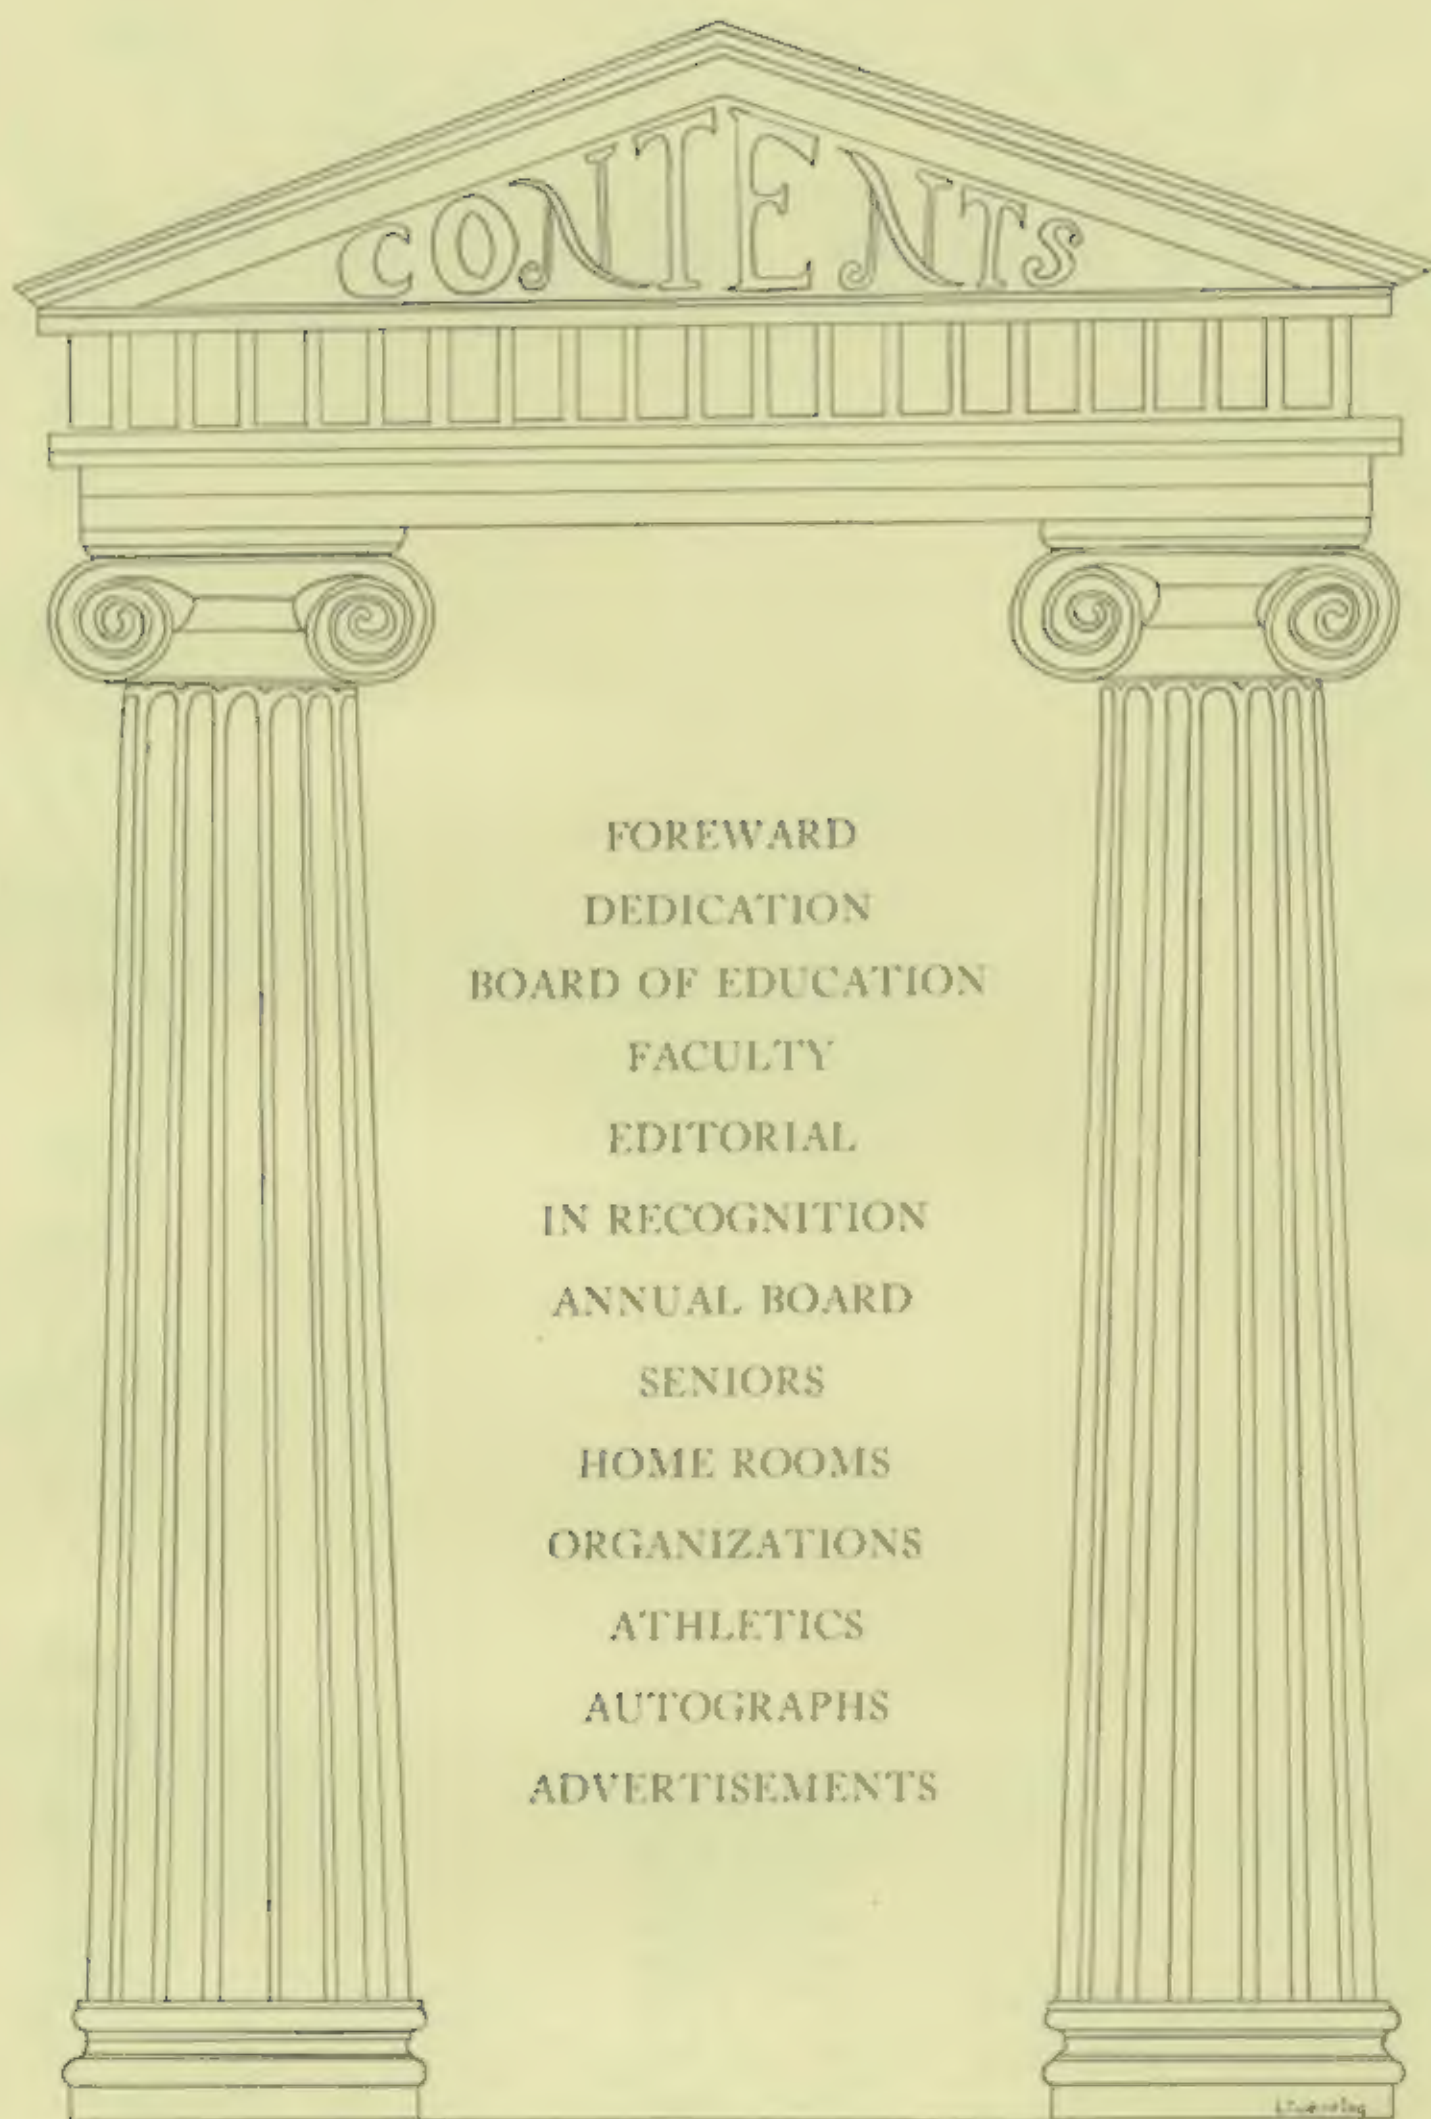 CONTENTS
FOREWARD
DEDICATION
BOARD OF EDUCATION
FACULTY
EDITORIAL
IN RECOGNITION
ANNUAL BOARD
SENIORS
HOME ROOMS
ORGANIZATIONS
ATHLETICS
AUTOGRAPHS
ADVERTISEMENTS